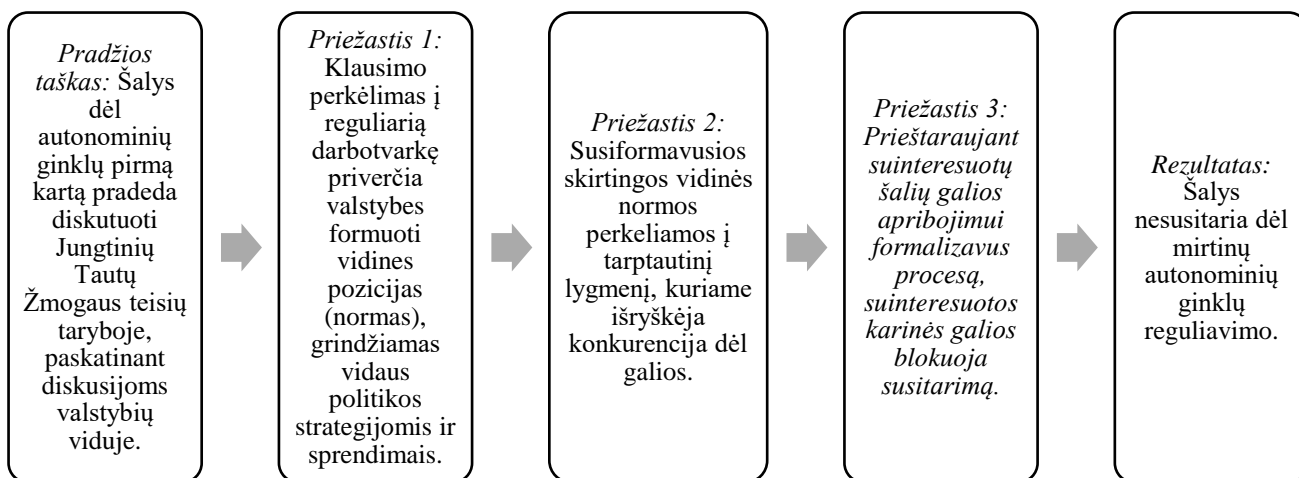 Pradžios
taškas: Šalys
dėl
autonominių
ginklų pirmą
kartą pradeda
diskutuoti
Jungtinių
Tautų
Žmogaus teisių
taryboje,
paskatinant
diskusijoms
valstybių
viduje.
Priežastis 1:
Klausimo
perkėlimas į
reguliarią
darbotvarkę
priverčia
valstybes
formuoti
vidines
pozicijas
(normas),
grindžiamas
vidaus
politikos
strategijomis ir
sprendimais.
Priežastis 2:
Susiformavusios
skirtingos vidinės
normos
perkeliamos į
tarptautinį
lygmenį, kuriame
išryškėja
konkurencija dėl
galios.
Priežastis 3:
Prieštaraujant
suinteresuotų
šalių galios
apribojimui
formalizavus
procesą,
suinteresuotos
karinės galios
blokuoja
susitarimą.
Rezultatas:
Šalys
nesusitaria dėl
mirtinų
autonominių
ginklų
reguliavimo.